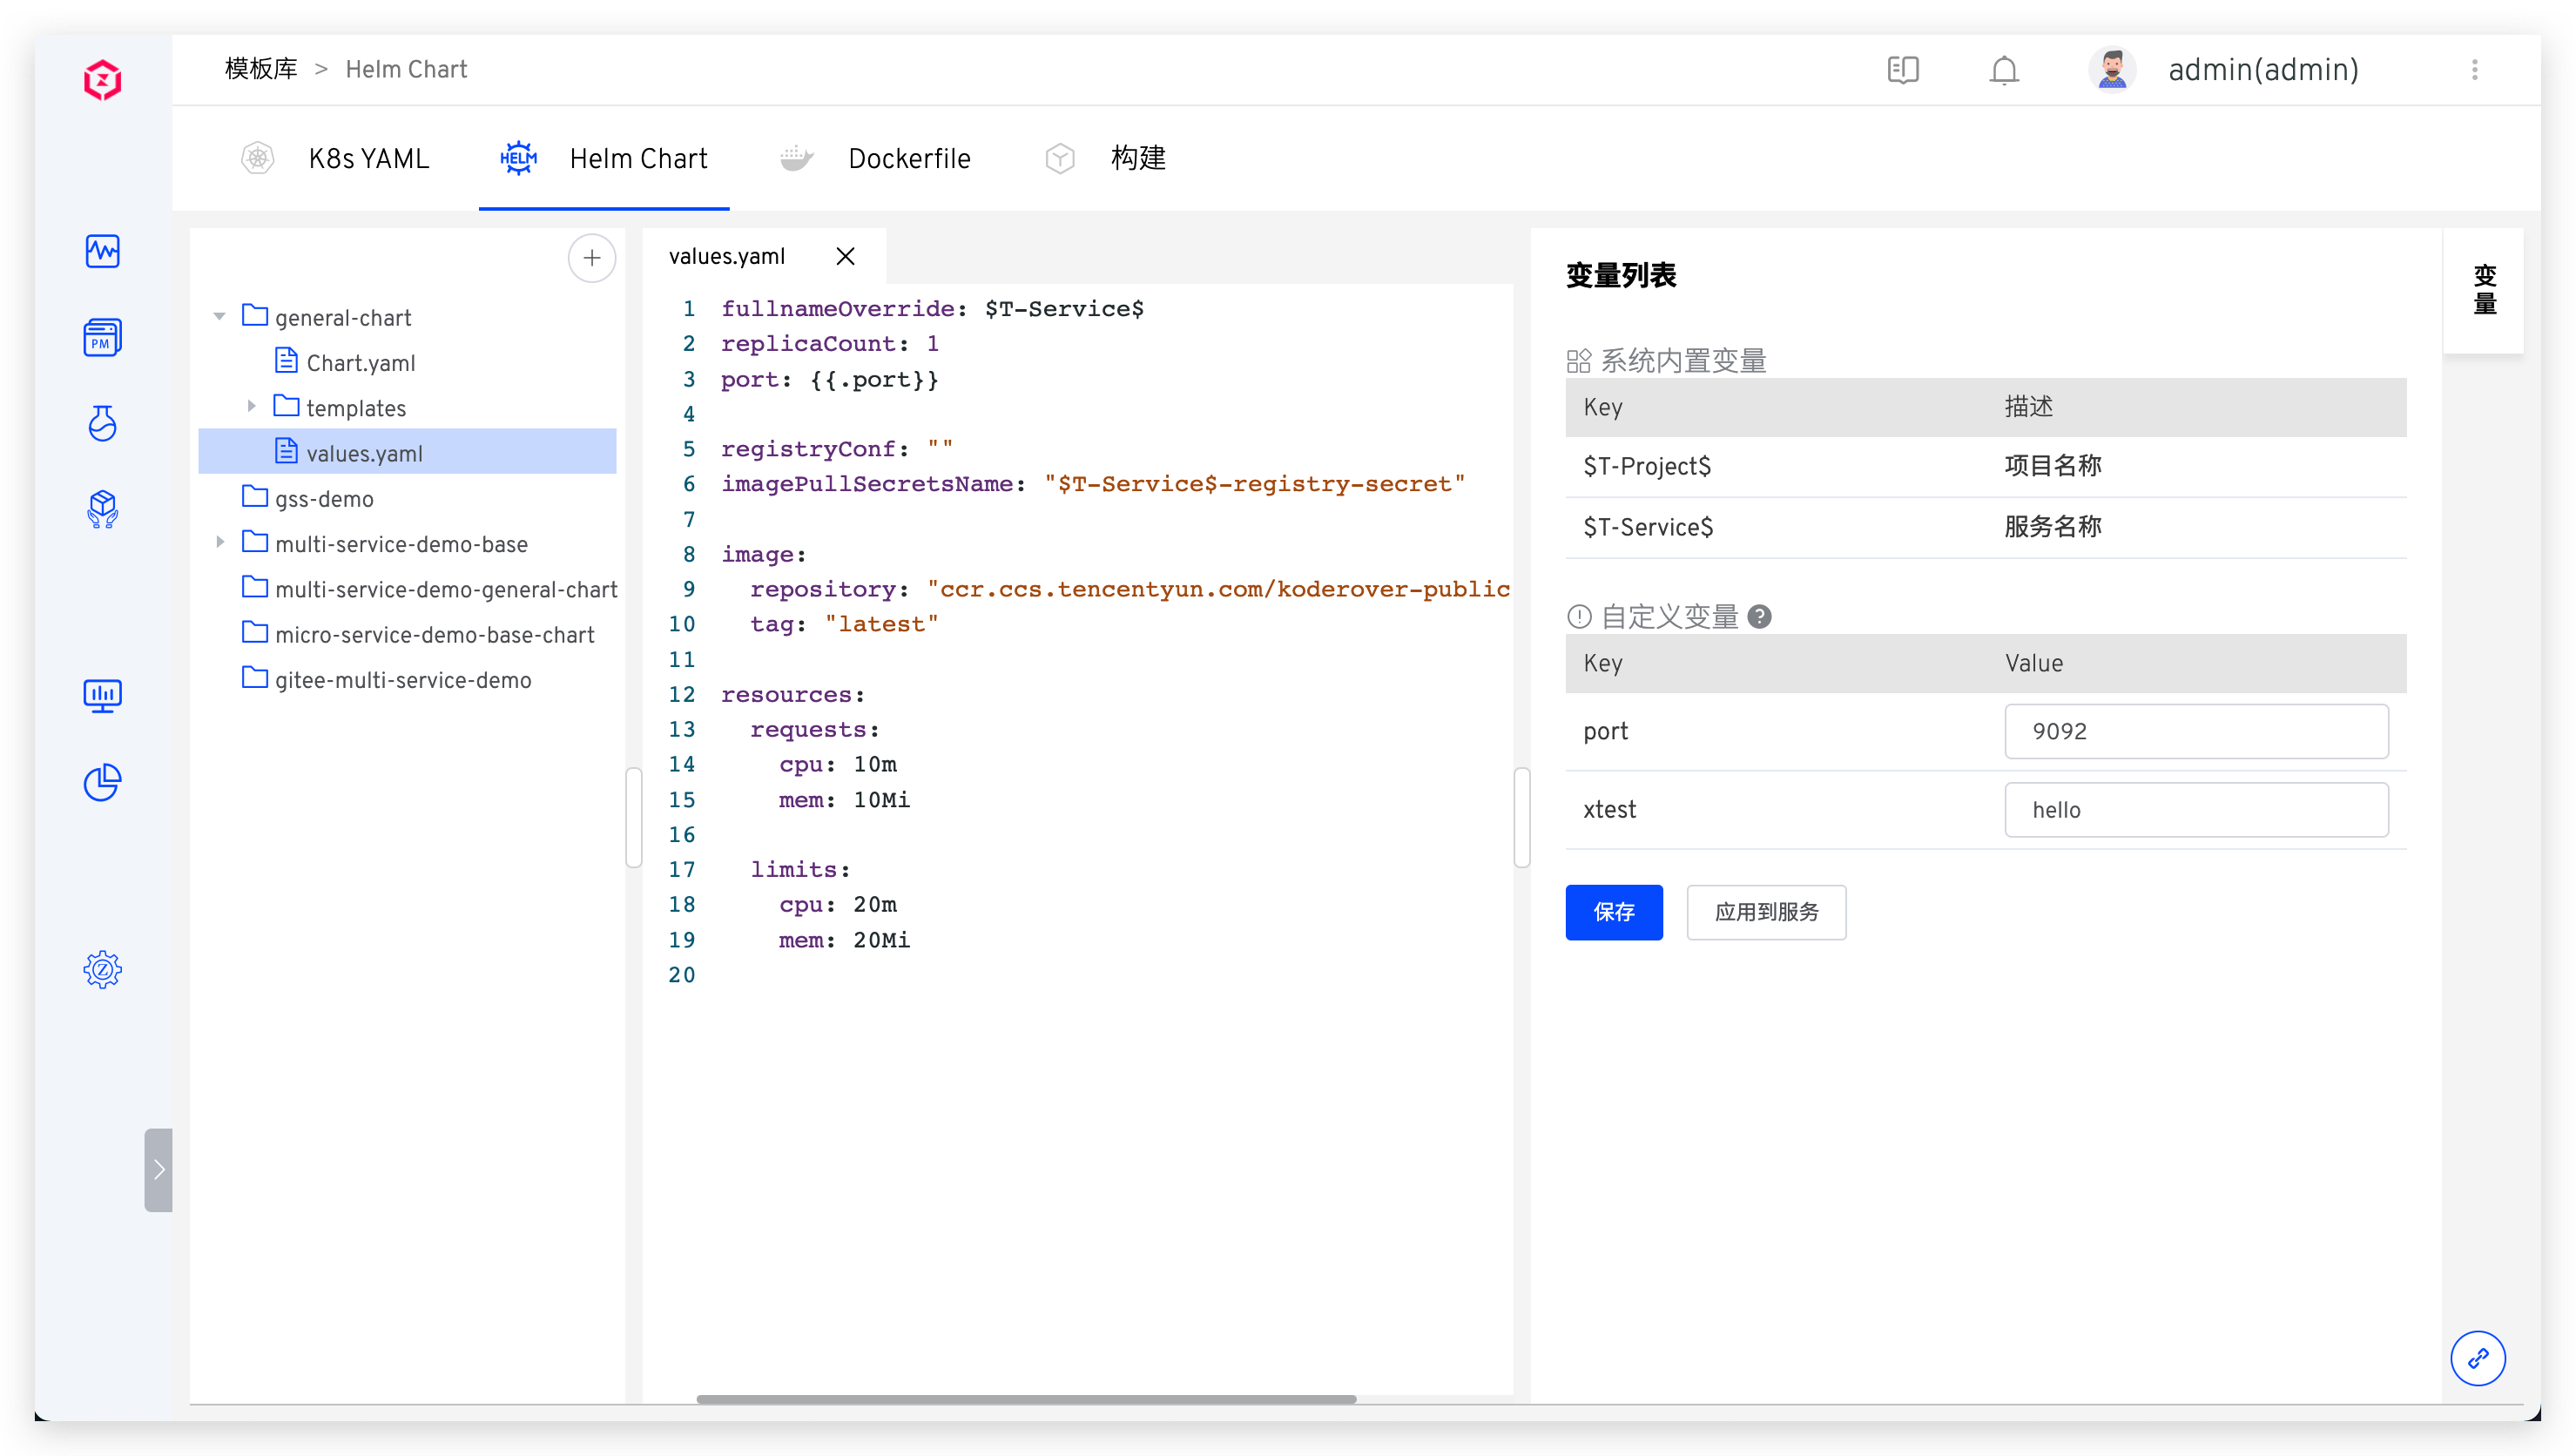 模板库 > Helm Chart
admin(admin)
K8s YAML
HELM
Helm Chart
Dockerfile
构建
PM
general-chart
Chart.yaml
templates
values.yaml
gss-demo
multi-service-demo-base
multi-service-demo-general-chart
micro-service-demo-base-chart
gitee-multi-service-demo
values.yaml
1 fullnameOverride: $T-Service$
2 replicaCount: 1
3 port: {{.port}}
4
5 registryConf: ""
6 imagePullSecretsName: "$T-Service$-registry-secret"
7
8 image:
9 repository: "ccr.ccs.tencentyun.com/koderover-public
10 tag: "latest"
11
12 resources:
13 requests:
14 cpu: 10m
15 mem: 10Mi
16
17 limits:
18 cpu: 20m
19 mem: 20Mi
20
变量列表
系统内置变量
Key 描述
$T-Project$ 项目名称
$T-Service$ 服务名称
自定义变量
Key Value
port 9092
xtest hello
保存 应用到服务
变量